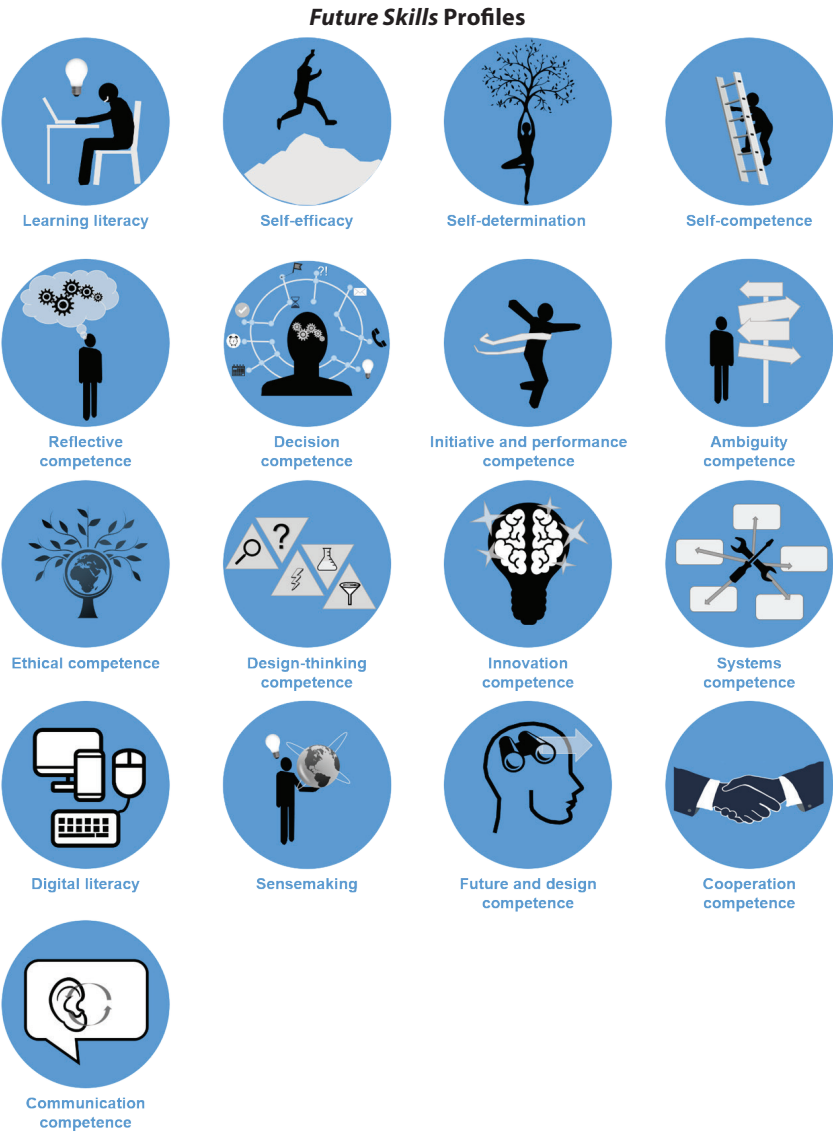 Future Skills Profiles
Learning literacy
Self-efficacy
Self-determination
Self-competence
?!
Reflective
competence
Decision
competence
Initiative and performance
competence
Ambiguity
competence
?
Ethical competence
Design-thinking
competence
Innovation
competence
Systems
competence
Digital literacy
Sensemaking
Future and design
competence
Cooperation
competence
Communication
competence